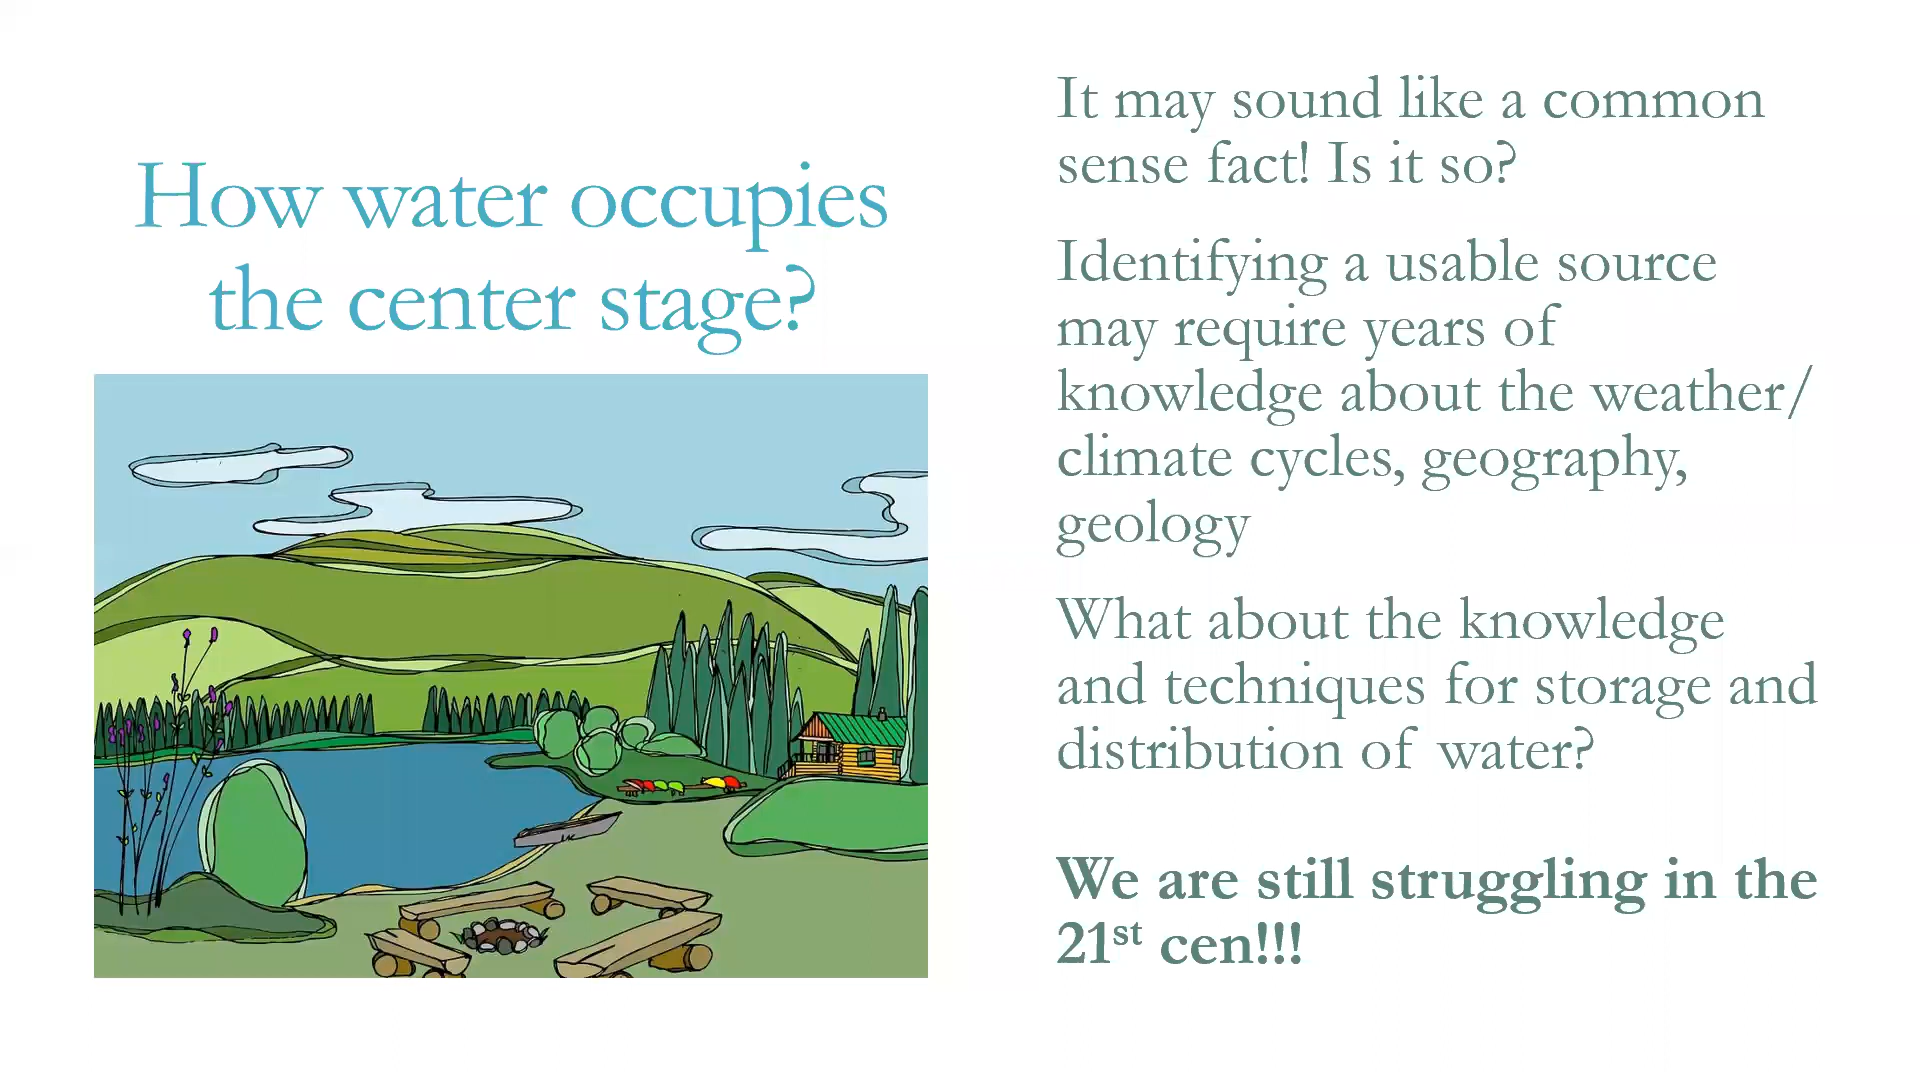 How water occupies
the center stage?
It may sound like a common
sense fact! Is it so?
Identifying a usable source
may require years of
knowledge about the weather/
climate cycles, geography,
geology
What about the knowledge
and techniques for storage and
distribution of water?
We are still struggling in the
21st cen!!!